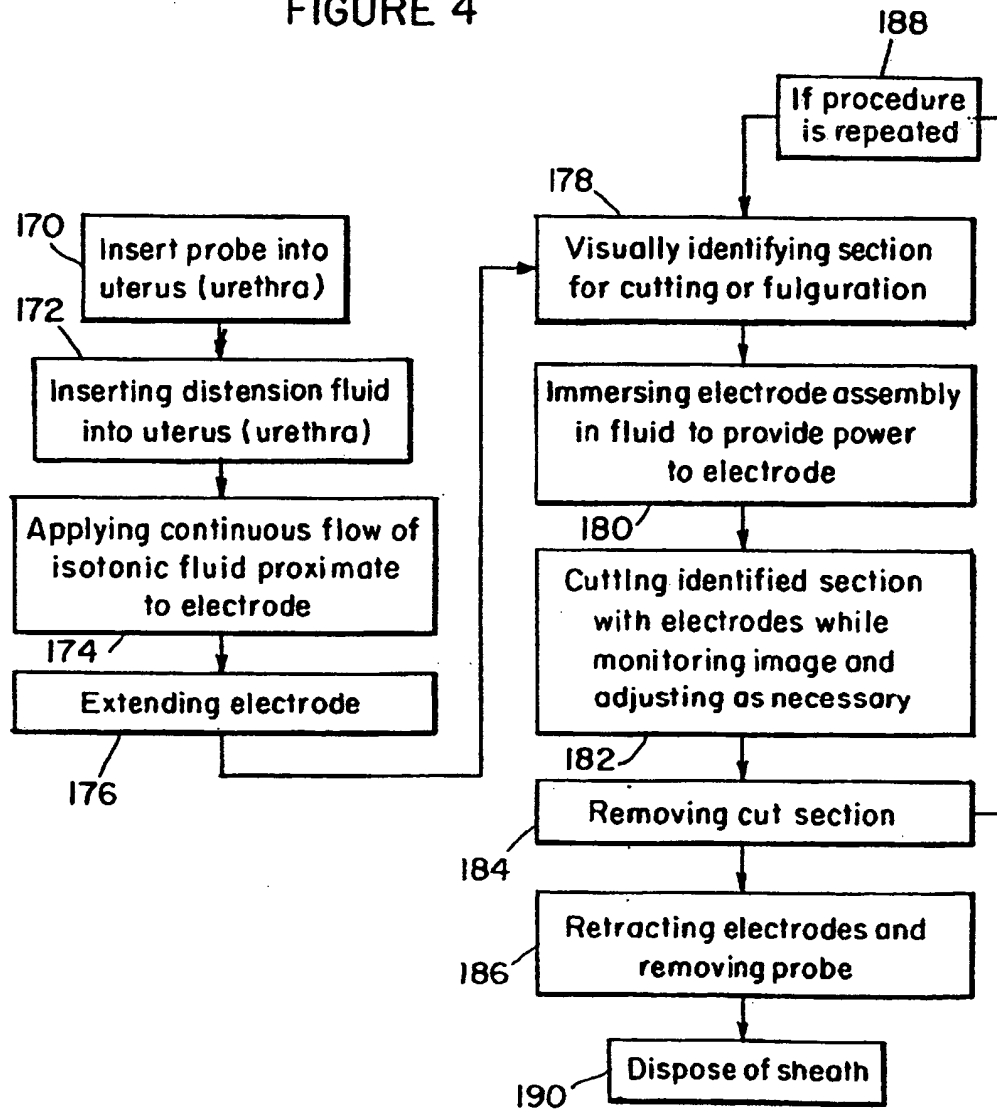 FIGURE 4
188
If procedure
is repeated
170
Insert probe into
uterus (urethra)
172
Inserting distension fluid
into uterus (urethra)
Applying continuous flow of
isotonic fluid proximate
to electrode
174
Extending electrode
176
178
Visually identifying section
for cutting or fulguration
Immersing electrode assembly
in fluid to provide power
to electrode
180
Cutting identified section
with electrodes while
monitoring image and
adjusting as necessary
182
Removing cut section
184
Retracting electrodes and
removing probe
186
Dispose of sheath
190